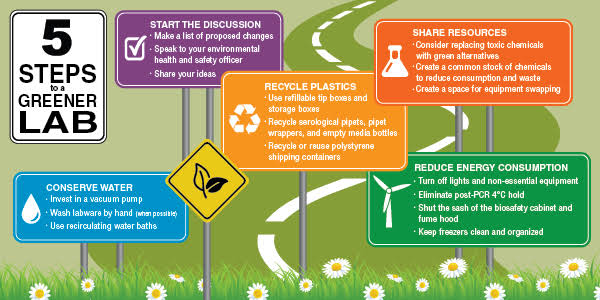 5
STEPS
to a
GREENER
LAB
START THE DISCUSSION
· Make a list of proposed changes
· Speak to your environmental
health and safety officer
· Share your ideas
SHARE RESOURCES
· Consider replacing toxic chemicals
with green alternatives
· Create a common stock of chemicals
to reduce consumption and waste
· Create a space for equipment swapping
RECYCLE PLASTICS
· Use refillable tip boxes and
storage boxes
· Recycle serological pipets, pipet
wrappers, and empty media bottles
· Recycle or reuse polystyrene
shipping containers
CONSERVE WATER
· Invest in a vacuum pump
· Wash labware by hand (when possible)
· Use recirculating water baths
REDUCE ENERGY CONSUMPTION
· Turn off lights and non-essential equipment
· Eliminate post-PCR 4°C hold
· Shut the sash of the biosafety cabinet and
fume hood
· Keep freezers clean and organized